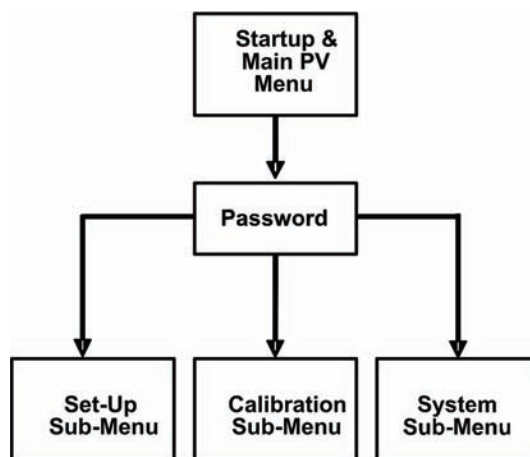 Startup &
Main PV
Menu
Password
Set-Up
Sub-Menu
Calibration
Sub-Menu
System
Sub-Menu